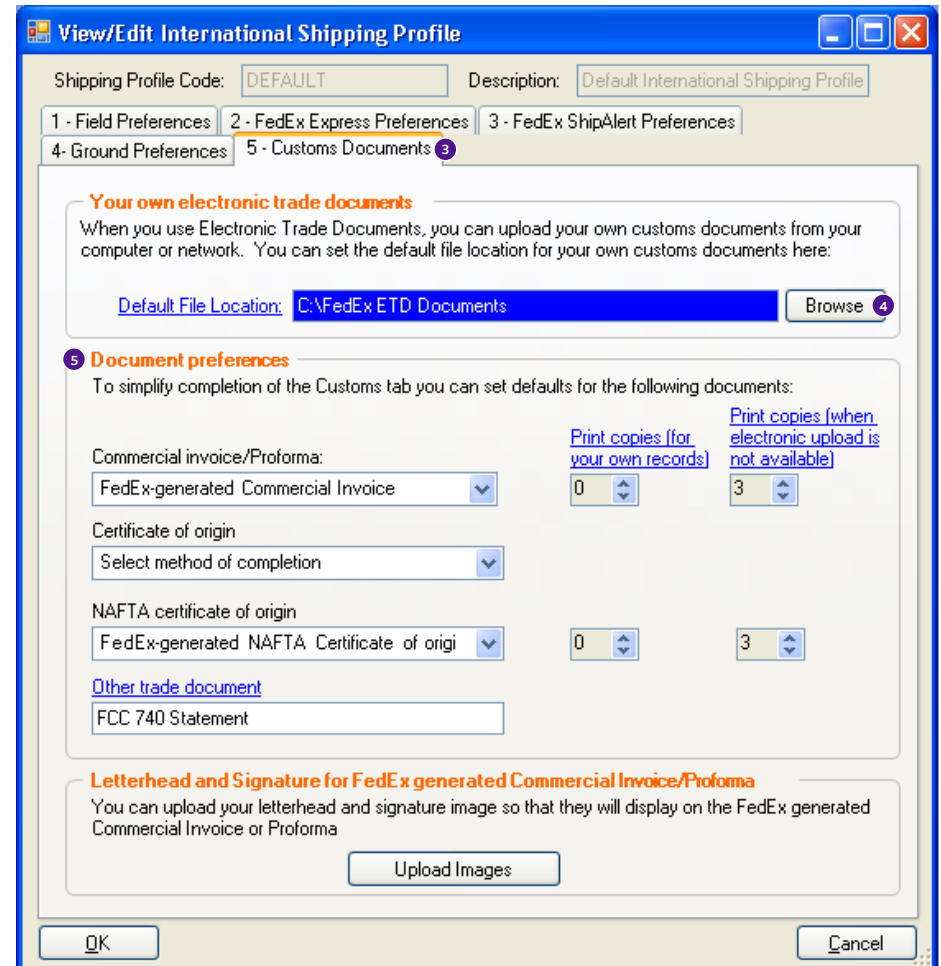 View/Edit International Shipping Profile
Shipping Profile Code: DEFAULT Description: Default International Shipping Profile
1 - Field Preferences 2 - FedEx Express Preferences 3 - FedEx ShipAlert Preferences
4- Ground Preferences 5 - Customs Documents 3
Your own electronic trade documents
When you use Electronic Trade Documents, you can upload your own customs documents from your
computer or network. You can set the default file location for your own customs documents here:
Default File Location: C:\FedEx ETD Documents Browse 4
5 Document preferences
To simplify completion of the Customs tab you can set defaults for the following documents:
Print copies (for
your own records)
Print copies (when
electronic upload is
not available)
Commercial invoice/Proforma:
FedEx-generated Commercial Invoice 0 3
Certificate of origin
Select method of completion
NAFTA certificate of origin
FedEx-generated NAFTA Certificate of origi 0 3
Other trade document
FCC 740 Statement
Letterhead and Signature for FedEx generated Commercial Invoice/Proforma
You can upload your letterhead and signature image so that they will display on the FedEx generated
Commercial Invoice or Proforma
Upload Images
OK Cancel